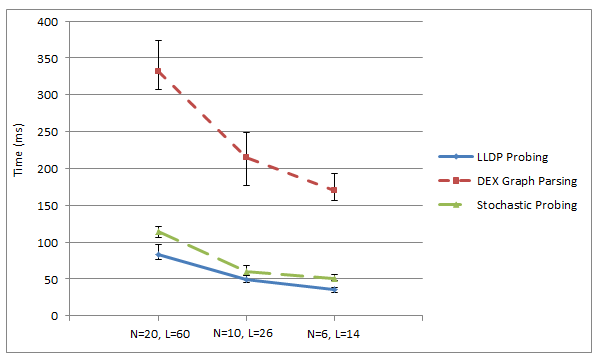 400
350
300
250
200
150
100
50
0
Time (ms)
N=20, L=60
N=10, L=26
N=6, L=14
LLDP Probing
DEX Graph Parsing
Stochastic Probing